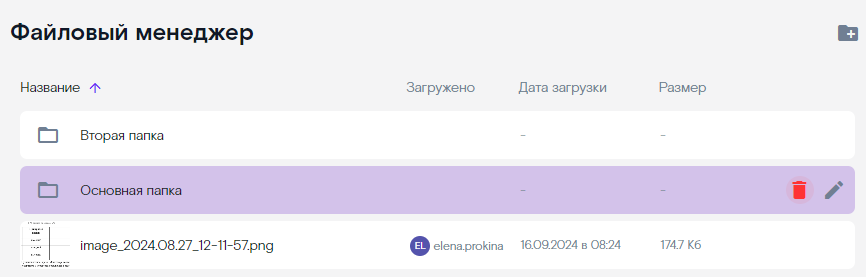 Файловый менеджер
Название Загружено Дата загрузки Размер
Вторая папка - -
Основная папка - -
image_2024.08.27_12-11-57.png EL elena.prokina 16.09.2024 в 08:24 174.7 Кб